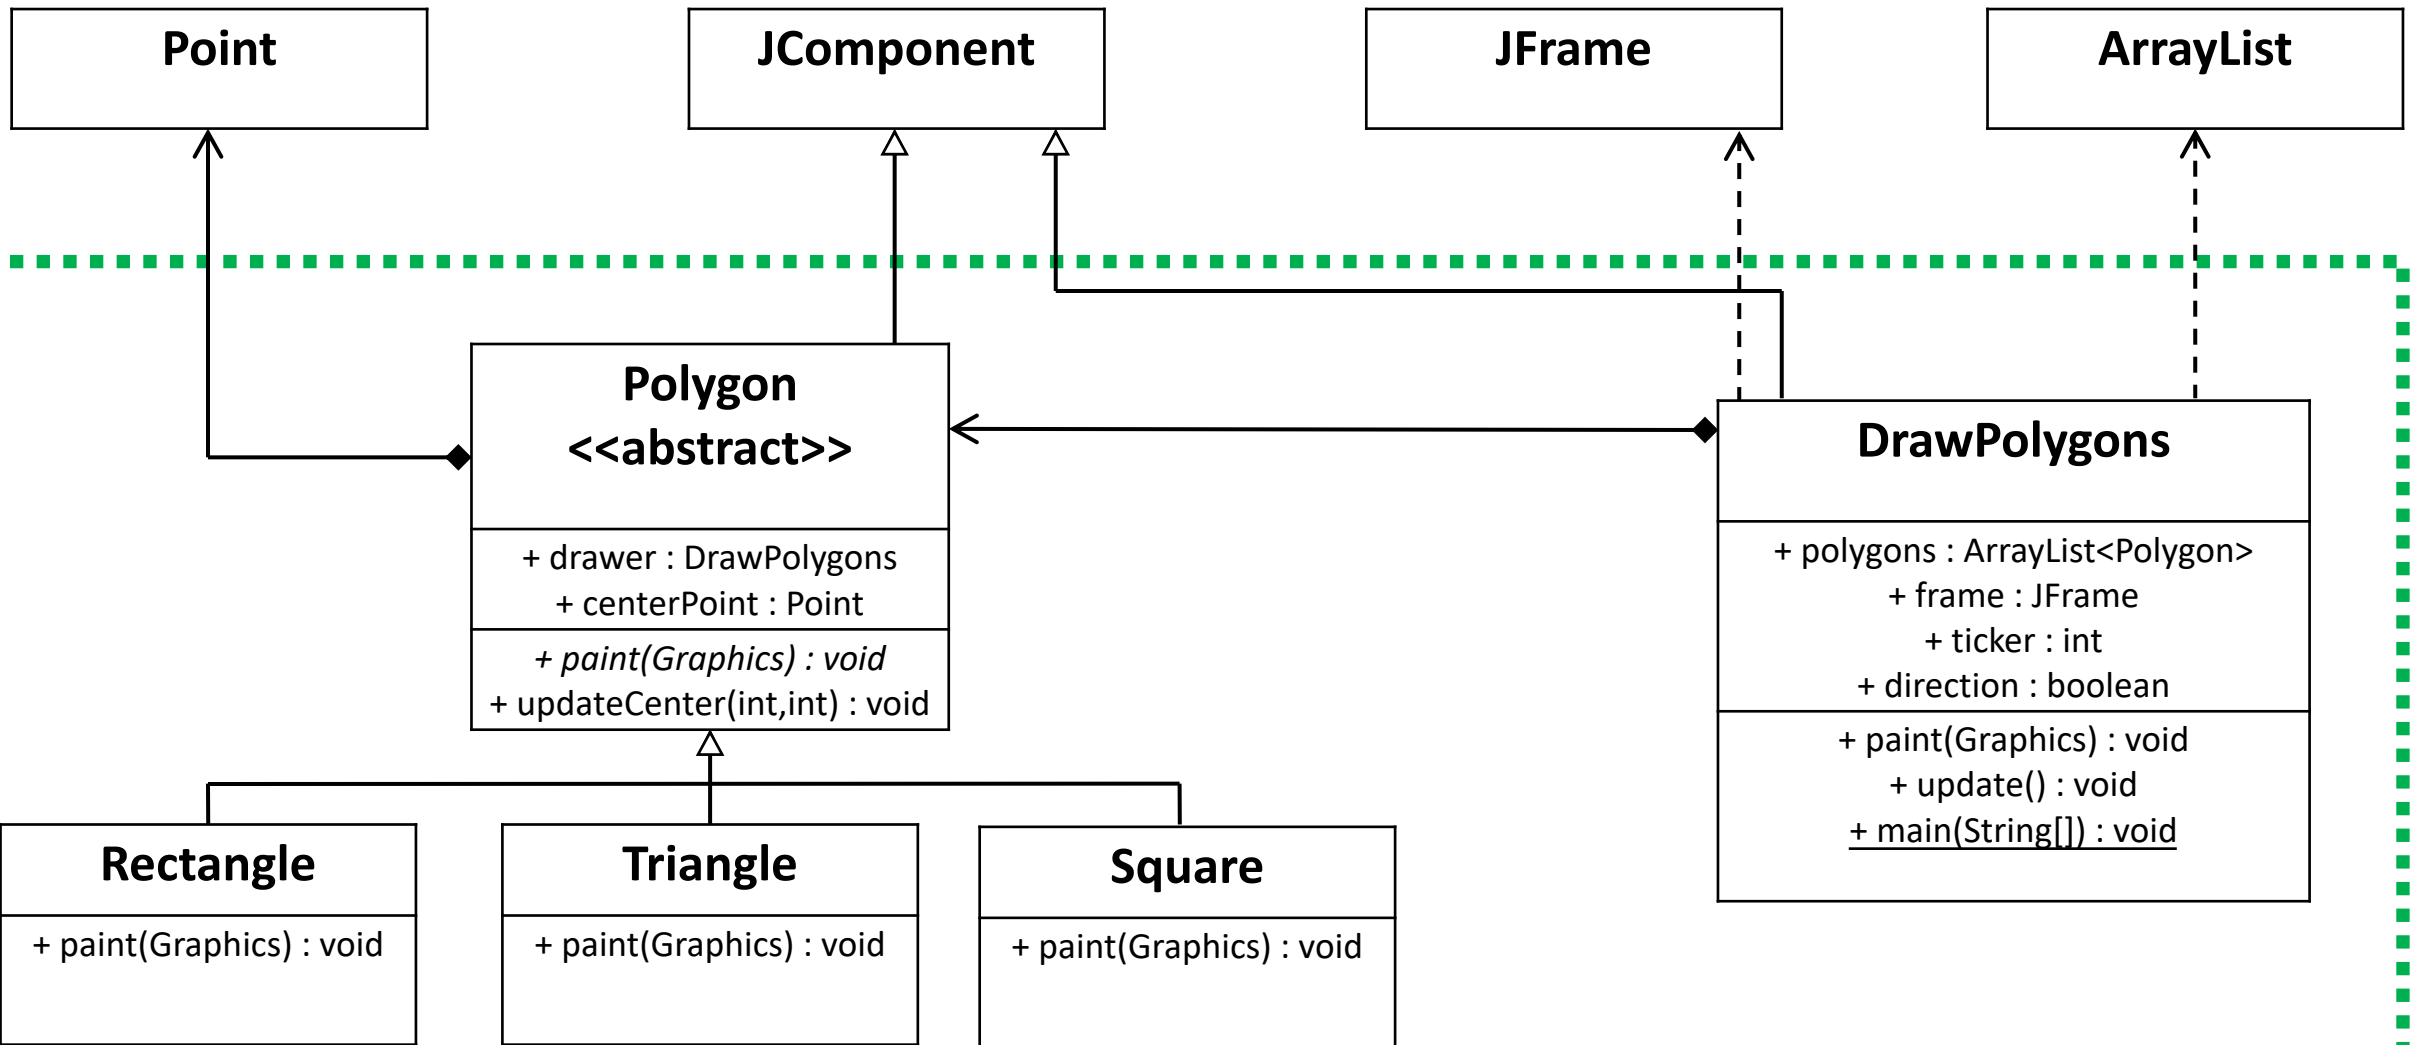 Point
JComponent
JFrame
ArrayList
Polygon
<<abstract>>
+ drawer : DrawPolygons
+ centerPoint : Point
+ paint(Graphics) : void
+ updateCenter(int,int) : void
DrawPolygons
+ polygons : ArrayList<Polygon>
+ frame : JFrame
+ ticker : int
+ direction : boolean
+ paint(Graphics) : void
+ update() : void
+ main(String[]) : void
Rectangle
+ paint(Graphics) : void
Triangle
+ paint(Graphics) : void
Square
+ paint(Graphics) : void